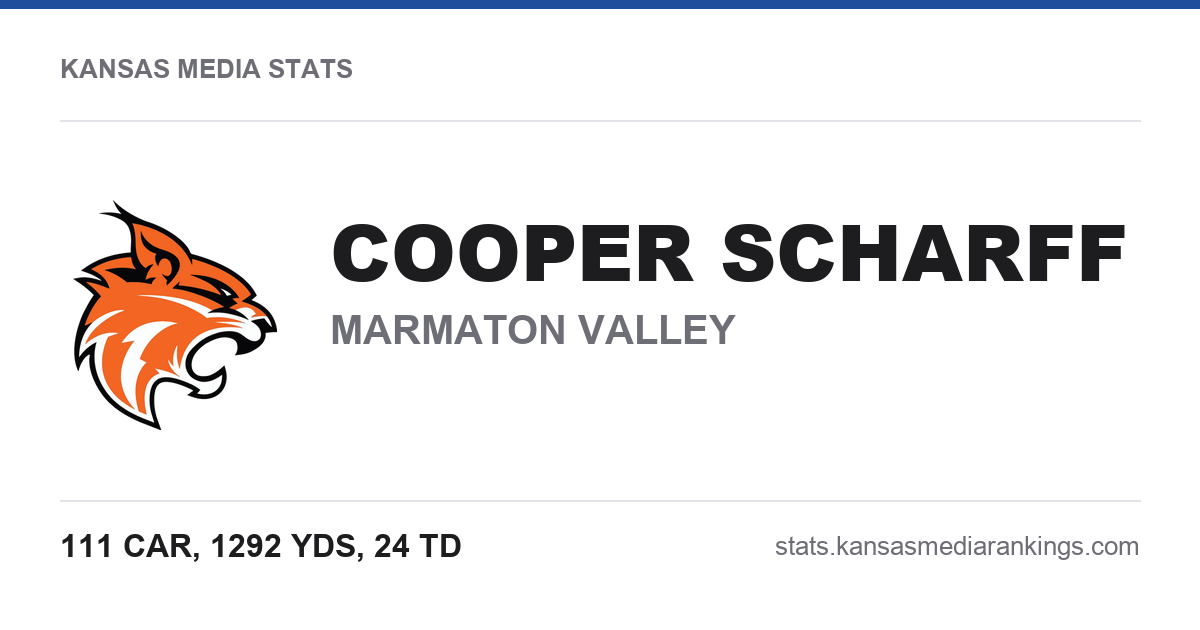 KANSAS MEDIA STATS
COOPER SCHARFF
MARMATON VALLEY
111 CAR, 1292 YDS, 24 TD
stats.kansasmediarankings.com